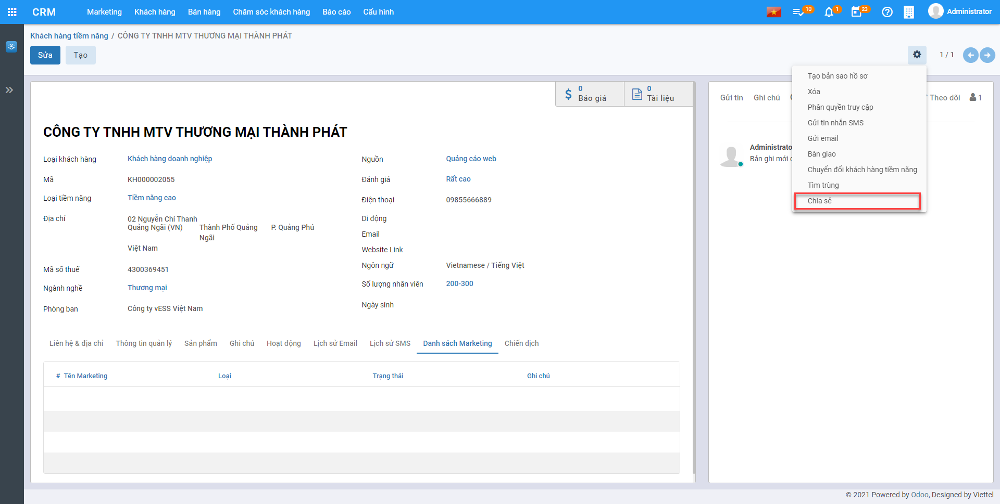 CRM Marketing Khách hàng Bán hàng Chăm sóc khách hàng Báo cáo Cấu hình 10 1 23 Administrator
Khách hàng tiềm năng / CÔNG TY TNHH MTV THƯƠNG MẠI THÀNH PHÁT
Sửa Tạo 1 / 1
0 Báo giá
0 Tài liệu
CÔNG TY TNHH MTV THƯƠNG MẠI THÀNH PHÁT
Loại khách hàng Khách hàng doanh nghiệp
Mã KH000002055
Loại tiềm năng Tiềm năng cao
Địa chỉ 02 Nguyễn Chí Thanh
Quảng Ngãi (VN) Thành Phố Quảng Ngãi P. Quảng Phú
Việt Nam
Mã số thuế 4300369451
Ngành nghề Thương mại
Phòng ban Công ty vESS Việt Nam
Nguồn Quảng cáo web
Đánh giá Rất cao
Điện thoại 09855666889
Di động
Email
Website Link
Ngôn ngữ Vietnamese / Tiếng Việt
Số lượng nhân viên 200-300
Ngày sinh
Liên hệ & địa chỉ Thông tin quản lý Sản phẩm Ghi chú Hoạt động Lịch sử Email Lịch sử SMS Danh sách Marketing Chiến dịch
# Tên Marketing Loại Trạng thái Ghi chú
Gửi tin Ghi chú Theo dõi 1
Administrato
Bản ghi mới
Tạo bản sao hồ sơ
Xóa
Phân quyền truy cập
Gửi tin nhắn SMS
Gửi email
Bàn giao
Chuyển đổi khách hàng tiềm năng
Tìm trùng
Chia sẻ
© 2021 Powered by Odoo, Designed by Viettel